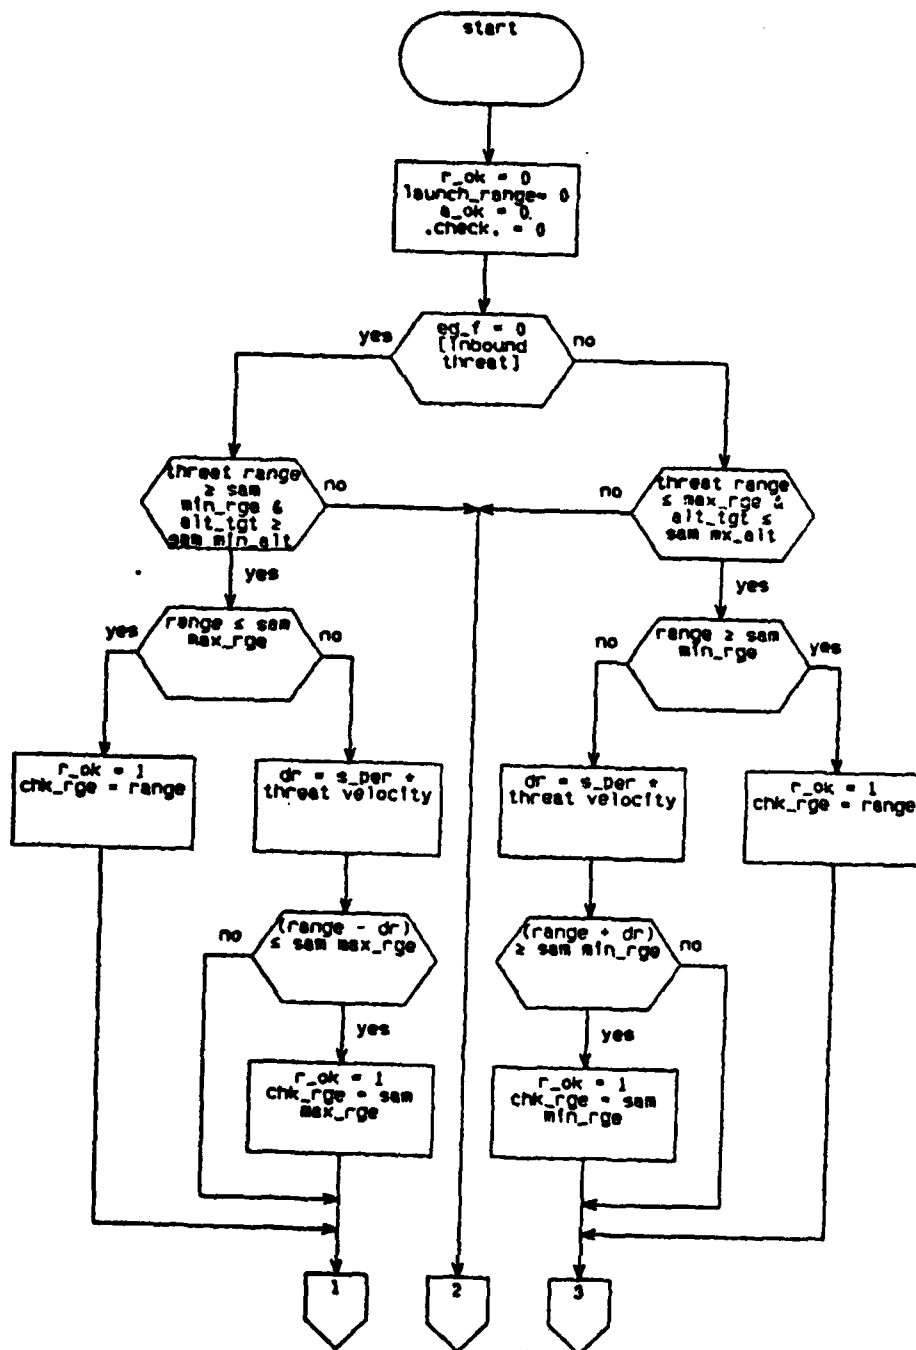 start
r_ok = 0
launch_range= 0
a_ok = 0.
.check. = 0
eg_f = 0
[inbound
threat]
yes
no
threat range
≥ sam
min_rge &
alt_tgt ≥
sam min_alt
no
no
threat range
≤ max_rge &
alt_tgt ≤
sam mx_alt
yes
yes
range ≤ sam
max_rge
yes
no
range ≥ sam
min_rge
no
yes
r_ok = 1
chk_rge = range
dr = s_per *
threat velocity
dr = s_per *
threat velocity
r_ok = 1
chk_rge = range
(range - dr)
≤ sam max_rge
no
(range + dr)
≥ sam min_rge
no
yes
yes
r_ok = 1
chk_rge = sam
max_rge
r_ok = 1
chk_rge = sam
min_rge
1
2
3